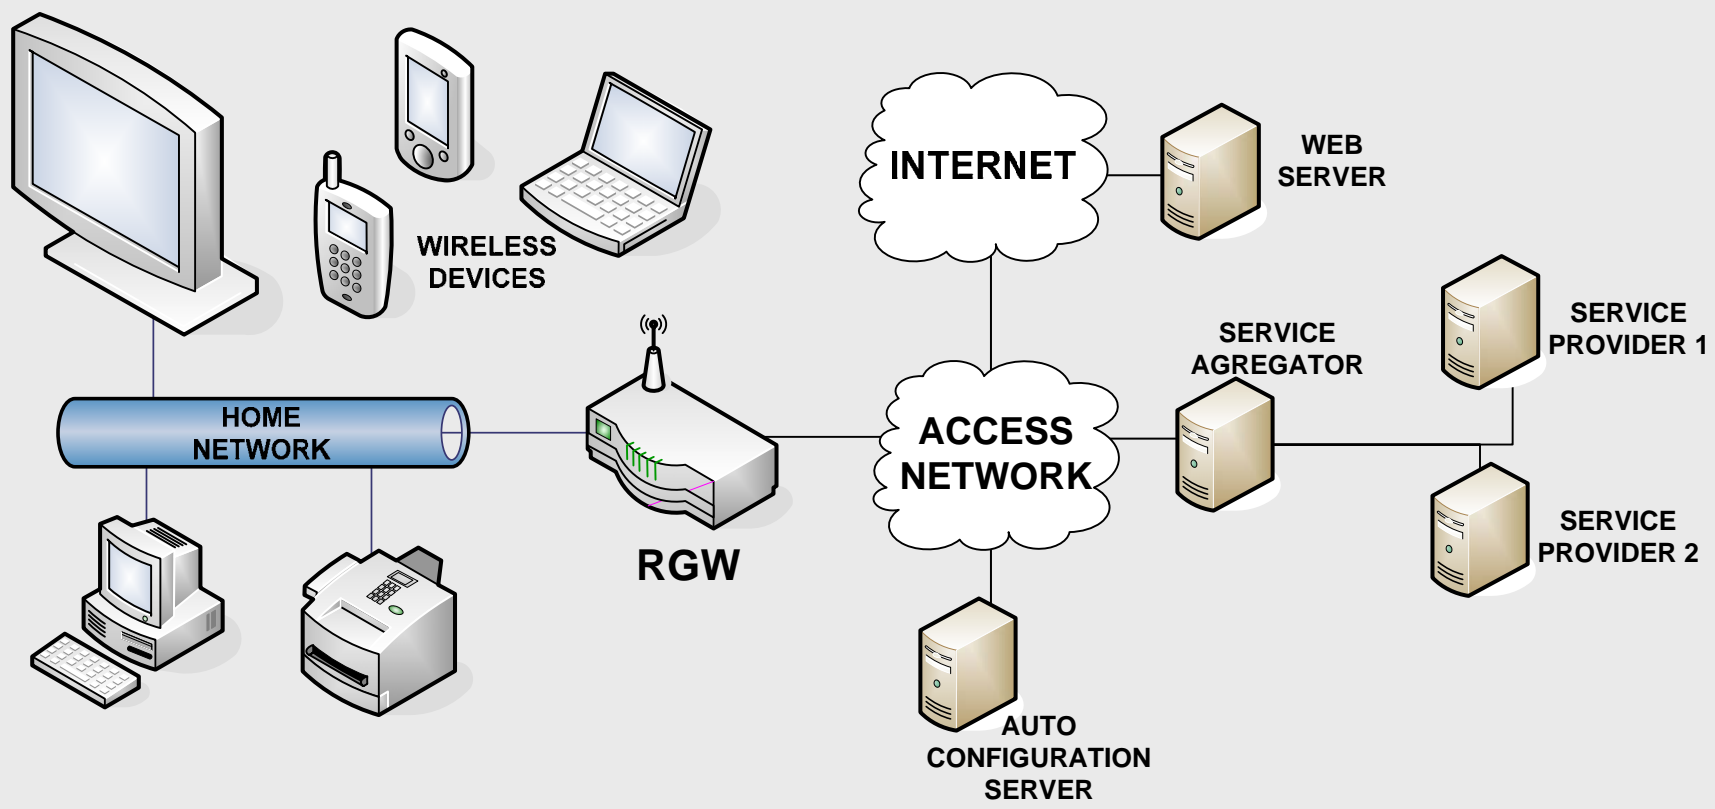 WIRELESS
DEVICES
INTERNET
WEB
SERVER
HOME
NETWORK
RGW
ACCESS
NETWORK
SERVICE
AGREGATOR
SERVICE
PROVIDER 1
SERVICE
PROVIDER 2
AUTO
CONFIGURATION
SERVER